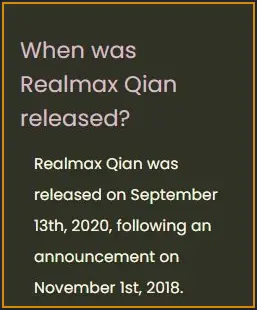 When was
Realmax Qian
released?
Realmax Qian was
released on September
13th, 2020, following an
announcement on
November 1st, 2018.